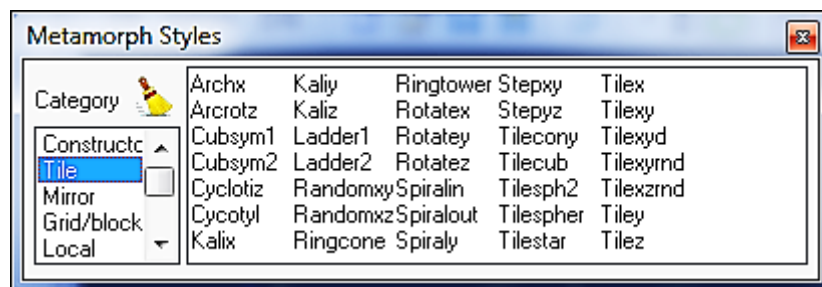 Metamorph Styles
Category
Constructo
Tile
Mirror
Grid/block
Local
Archx Kaliy Ringtower Stepxy Tilex
Arcrotz Kaliz Rotatex Stepyz Tilexy
Cubsym1 Ladder1 Rotatey Tilecony Tilexyd
Cubsym2 Ladder2 Rotatez Tilecub Tilexyrnd
Cyclotiz Randomxy Spiralin Tilesph2 Tilexzrnd
Cycotyl Randomxz Spiralout Tilespher Tiley
Kalix Ringcone Spiraly Tilestar Tilez